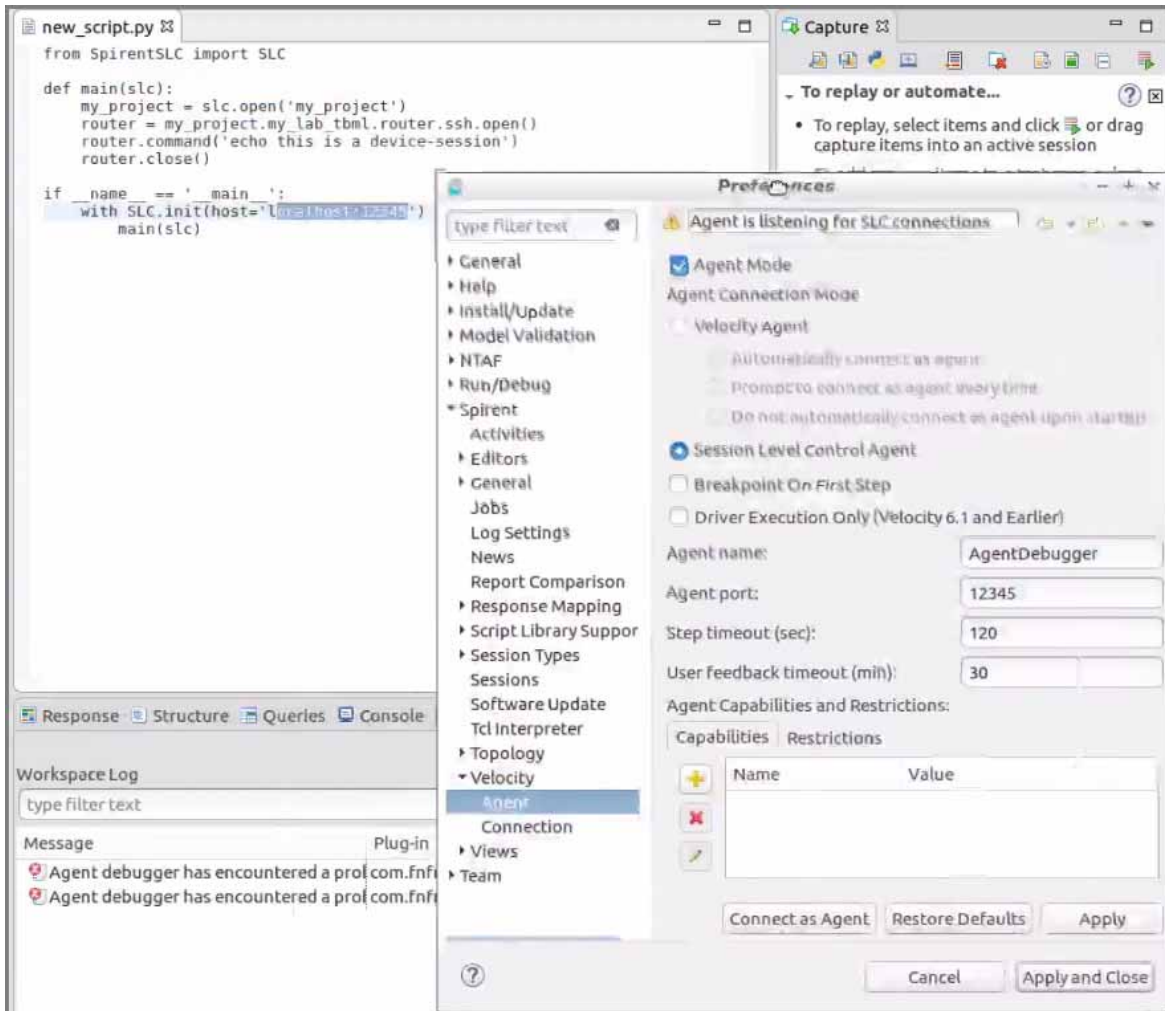 new_script.py
from SpirentSLC import SLC
def main(slc):
my_project = slc.open('my_project')
router = my_project.my_lab_tbml.router.ssh.open()
router.command('echo this is a device-session')
router.close()
if __name__ == '__main__':
with SLC.init(host='localhost:12345')
main(slc)
Capture
To replay or automate...
• To replay, select items and click or drag
capture items into an active session
Preferences
type filter text
General
Help
Install/Update
Model Validation
NTAF
Run/Debug
Spirent
Activities
Editors
General
Jobs
Log Settings
News
Report Comparison
Response Mapping
Script Library Suppor
Session Types
Sessions
Software Update
Tcl Interpreter
Topology
Velocity
Agent
Connection
Views
Team
Agent is listening for SLC connections
Agent Mode
Agent Connection Mode
Velocity Agent
Automatically connect as agent
Prompt to connect as agent every time
Do not automatically connect as agent upon startup
Session Level Control Agent
Breakpoint On First Step
Driver Execution Only (Velocity 6.1 and Earlier)
Agent name: AgentDebugger
Agent port: 12345
Step timeout (sec): 120
User feedback timeout (min): 30
Agent Capabilities and Restrictions:
Capabilities Restrictions
Name Value
Connect as Agent Restore Defaults Apply
Cancel Apply and Close
Response Structure Queries Console
Workspace Log
type filter text
Message Plug-in
Agent debugger has encountered a prol com.fnfr
Agent debugger has encountered a prol com.fnfr